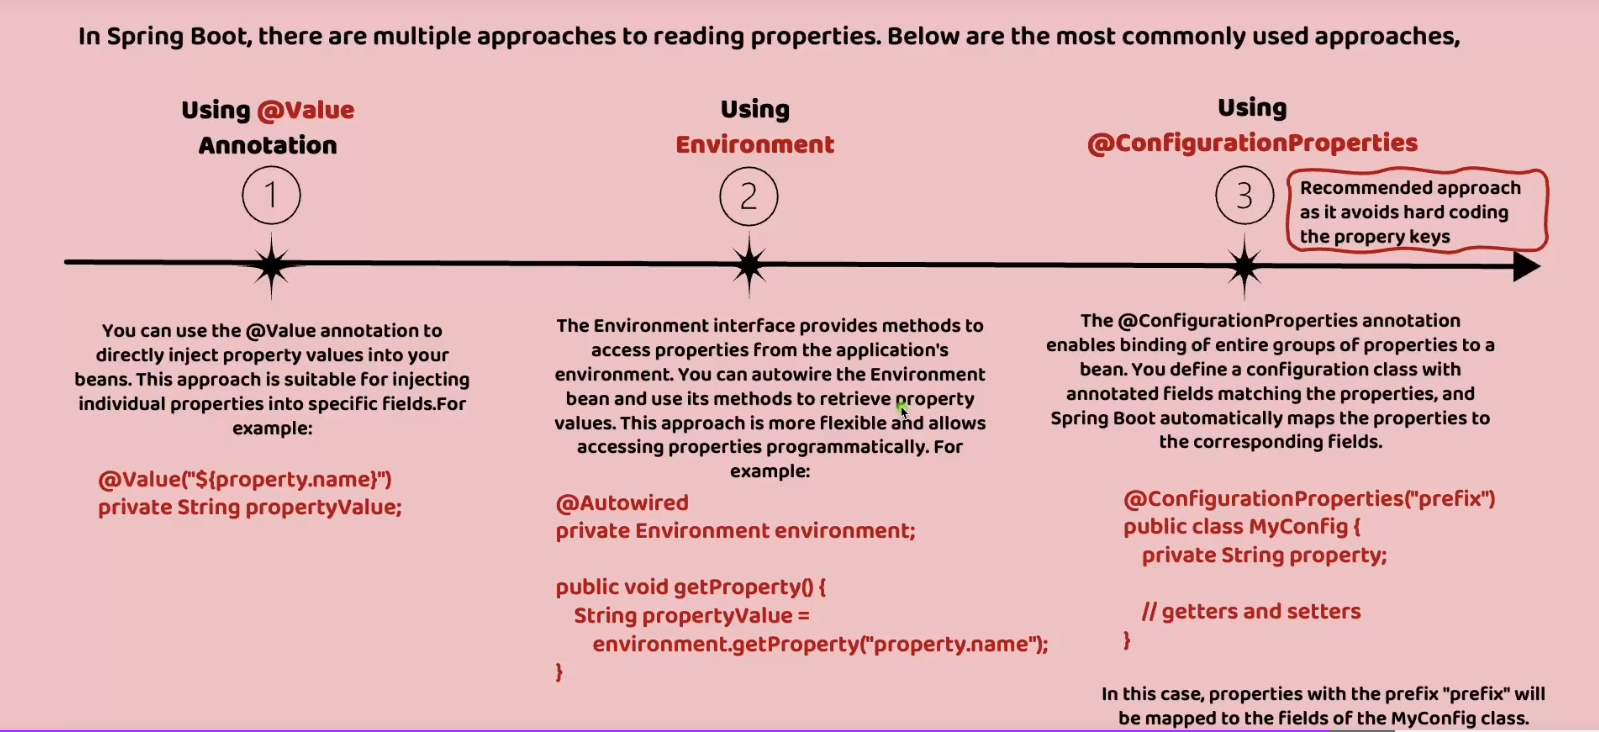 In Spring Boot, there are multiple approaches to reading properties. Below are the most commonly used approaches,
Using @Value
Annotation
1
You can use the @Value annotation to
directly inject property values into your
beans. This approach is suitable for injecting
individual properties into specific fields.For
example:
@Value("${property.name}")
private String propertyValue;
Using
Environment
2
The Environment interface provides methods to
access properties from the application's
environment. You can autowire the Environment
bean and use its methods to retrieve property
values. This approach is more flexible and allows
accessing properties programmatically. For
example:
@Autowired
private Environment environment;
public void getProperty() {
String propertyValue =
environment.getProperty("property.name");
}
Using
@ConfigurationProperties
3
Recommended approach
as it avoids hard coding
the propery keys
The @ConfigurationProperties annotation
enables binding of entire groups of properties to a
bean. You define a configuration class with
annotated fields matching the properties, and
Spring Boot automatically maps the properties to
the corresponding fields.
@ConfigurationProperties("prefix")
public class MyConfig {
private String property;
// getters and setters
}
In this case, properties with the prefix "prefix" will
be mapped to the fields of the MyConfig class.